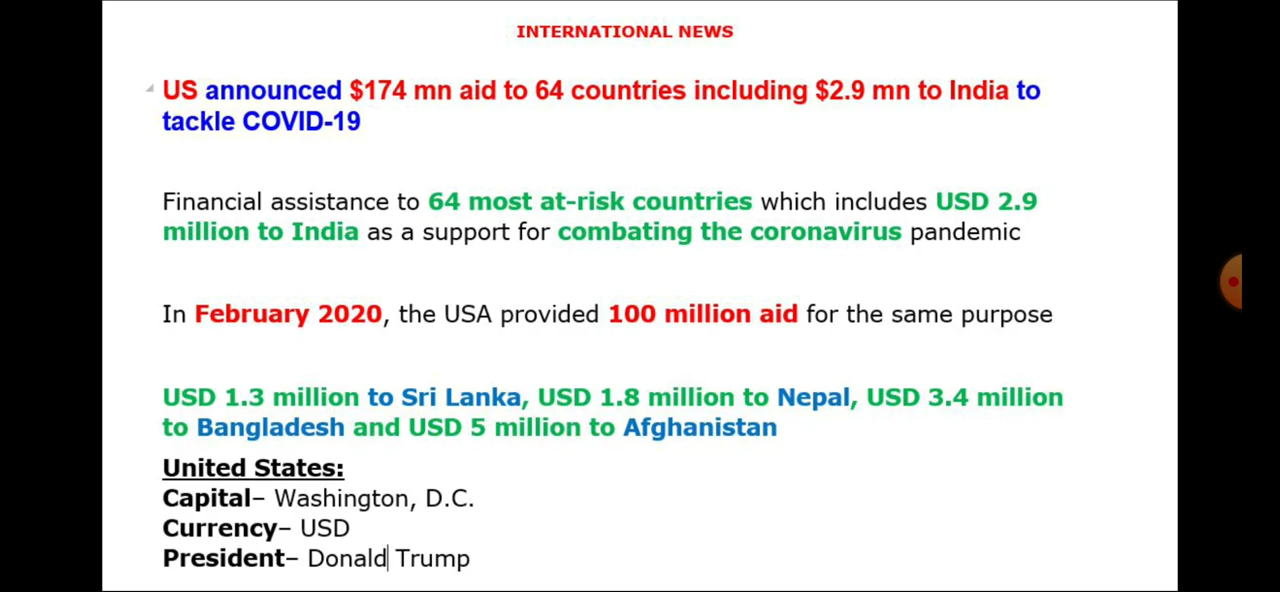 INTERNATIONAL NEWS
US announced $174 mn aid to 64 countries including $2.9 mn to India to
tackle COVID-19
Financial assistance to 64 most at-risk countries which includes USD 2.9
million to India as a support for combating the coronavirus pandemic
In February 2020, the USA provided 100 million aid for the same purpose
USD 1.3 million to Sri Lanka, USD 1.8 million to Nepal, USD 3.4 million
to Bangladesh and USD 5 million to Afghanistan
United States:
Capital– Washington, D.C.
Currency– USD
President– Donald Trump